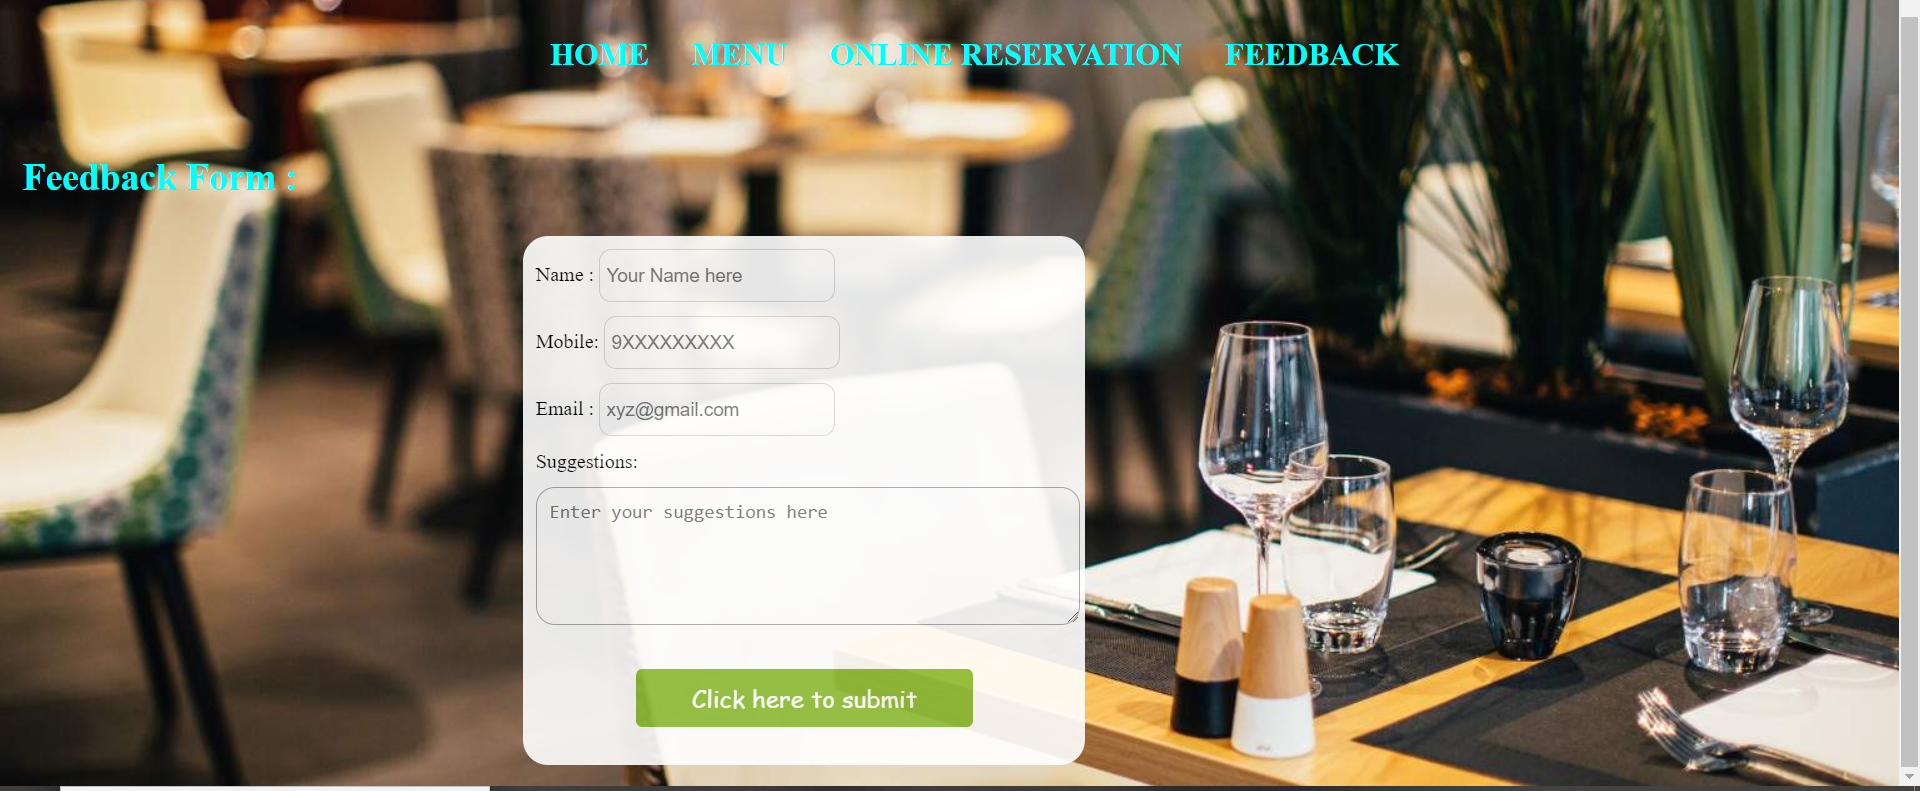 HOME MENU ONLINE RESERVATION FEEDBACK
Feedback Form :
Name : Your Name here
Mobile: 9XXXXXXXXX
Email : xyz@gmail.com
Suggestions:
Enter your suggestions here
Click here to submit